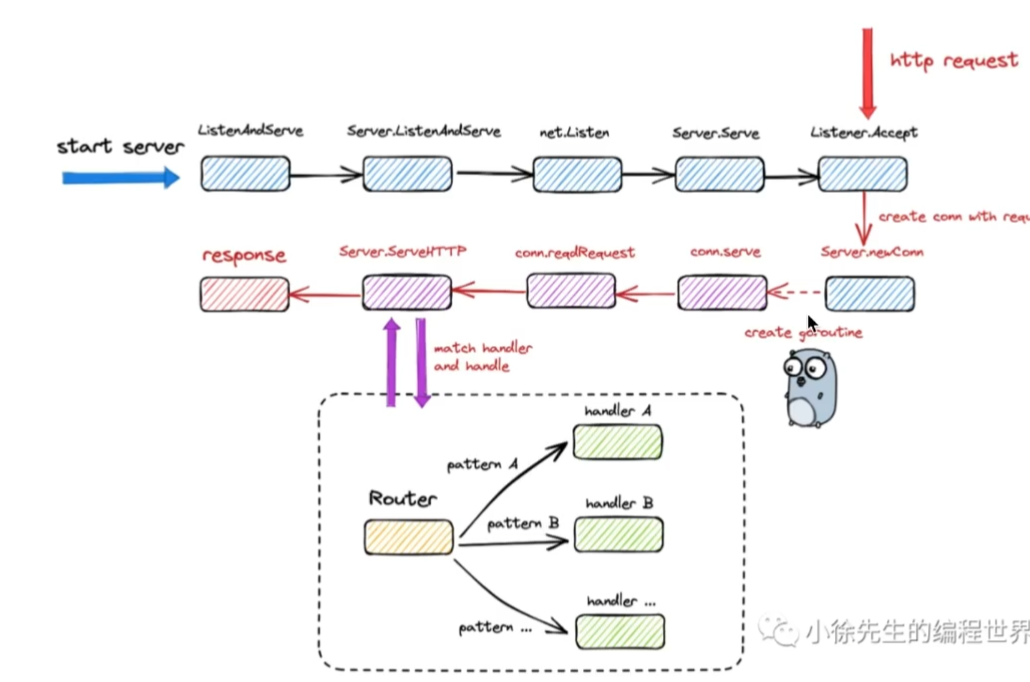 http request
ListenAndServe
Server.ListenAndServe
net.Listen
Server.Serve
Listener.Accept
start server
create conn with
response
Server.ServeHTTP
conn.readRequest
conn.serve
Server.newConn
create goroutine
match handler
and handle
handler A
pattern A
Router
handler B
pattern B
handler ...
pattern ...
小徐先生的编程世界